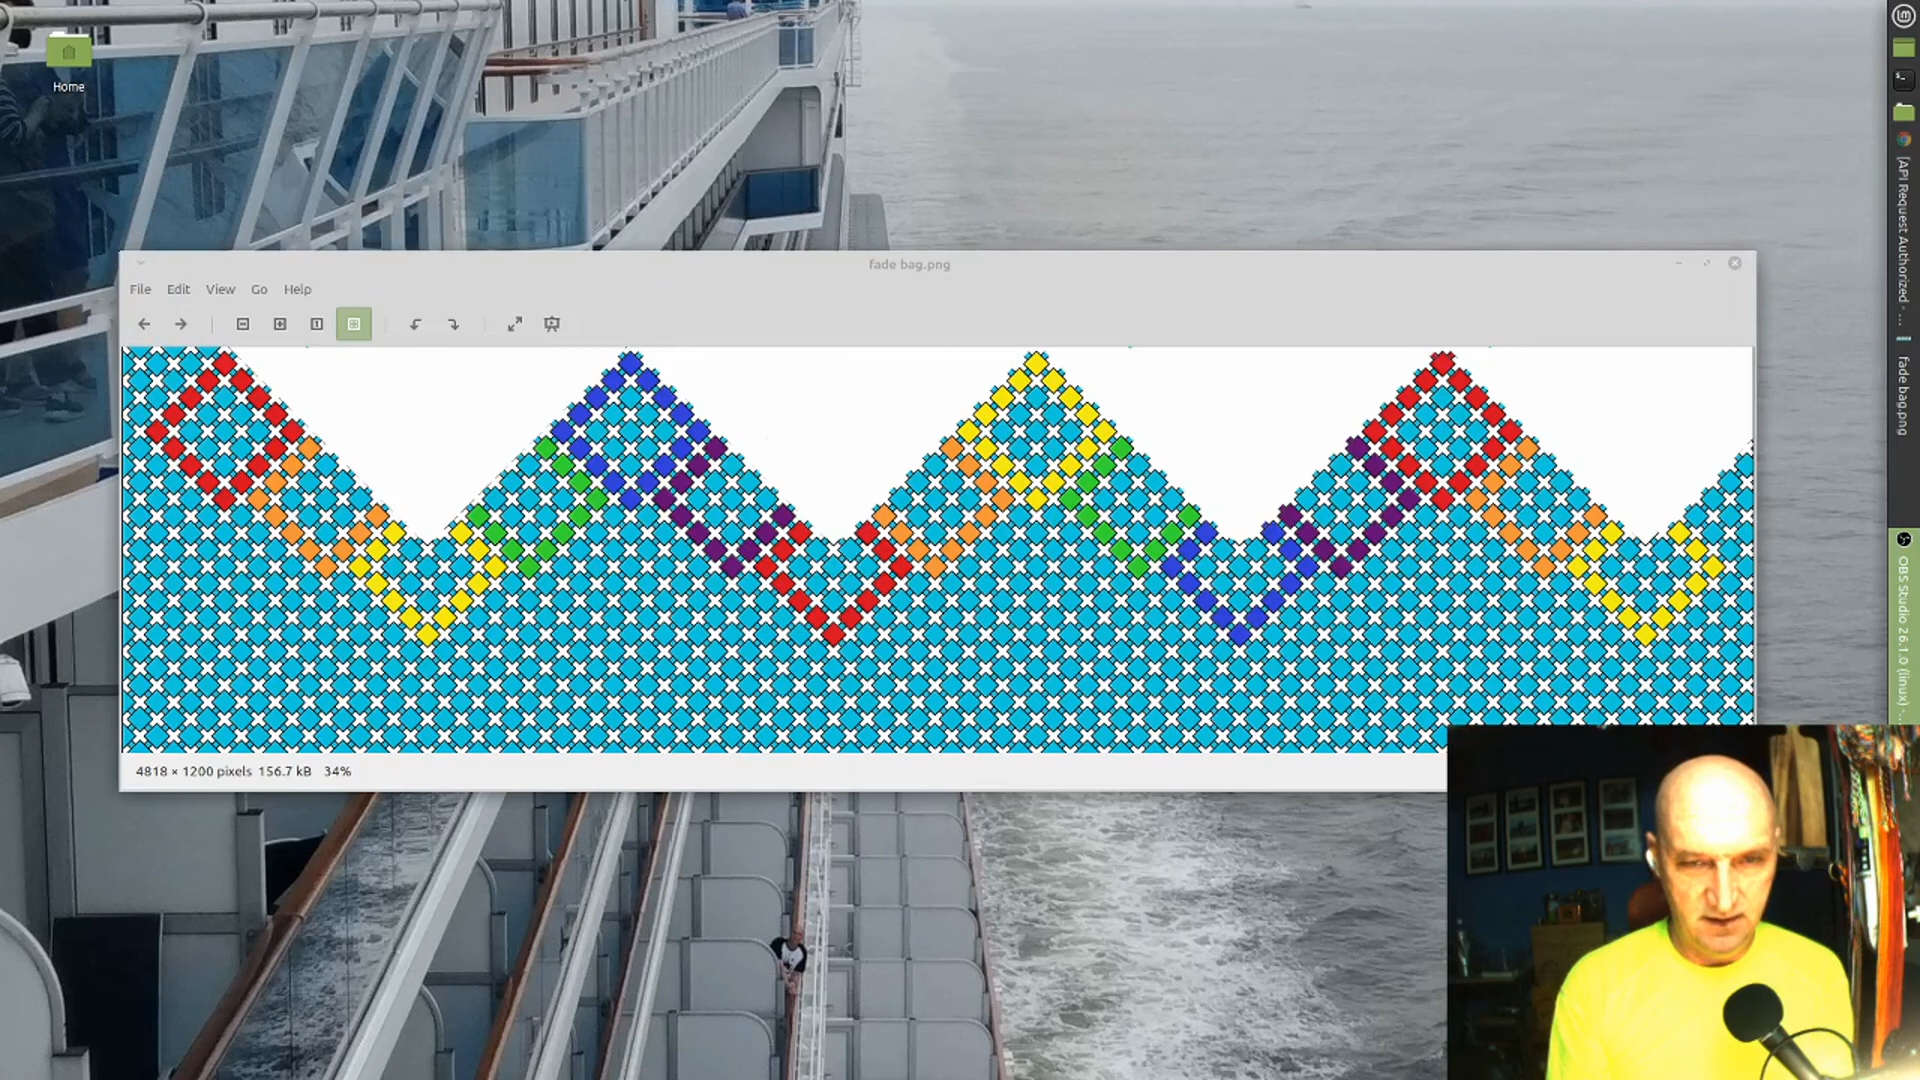 Home
fade bag.png
File Edit View Go Help
4818 × 1200 pixels 156.7 kB 34%
[API Request Authorized - ...
fade bag.png
OBS Studio 26.1.0 (linux) - ...